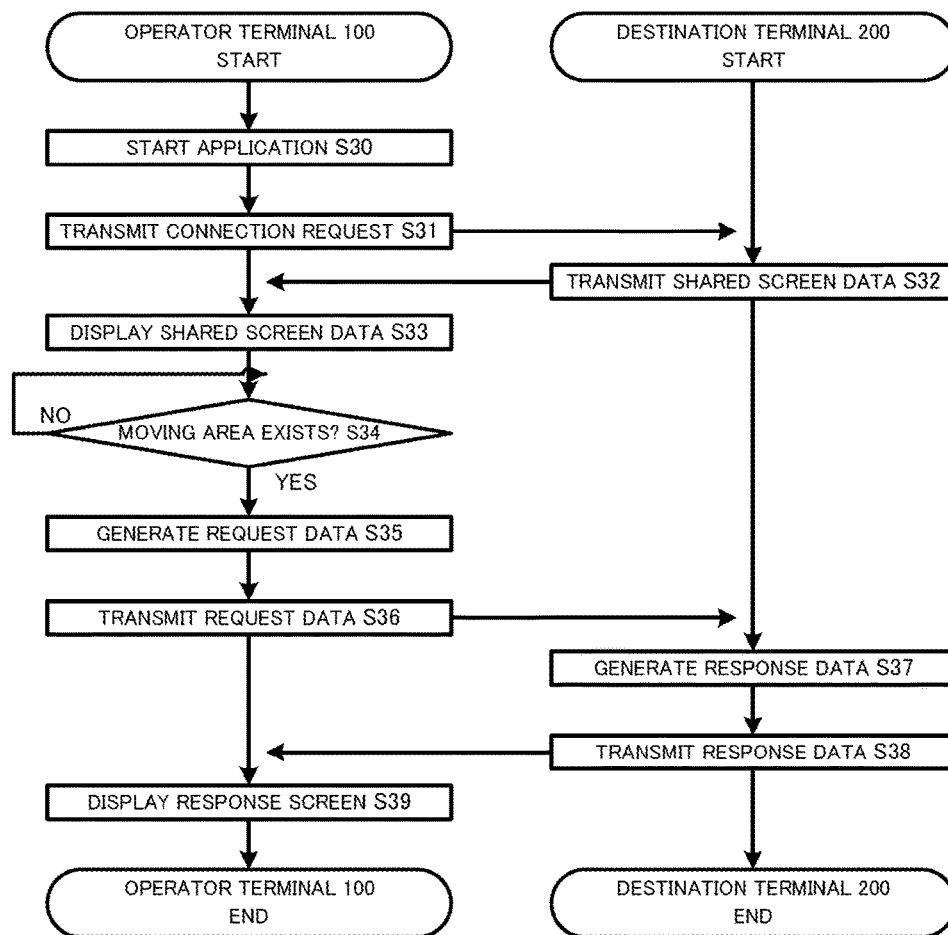 OPERATOR TERMINAL 100
START
DESTINATION TERMINAL 200
START
START APPLICATION S30
TRANSMIT CONNECTION REQUEST S31
TRANSMIT SHARED SCREEN DATA S32
DISPLAY SHARED SCREEN DATA S33
NO
MOVING AREA EXISTS? S34
YES
GENERATE REQUEST DATA S35
TRANSMIT REQUEST DATA S36
GENERATE RESPONSE DATA S37
TRANSMIT RESPONSE DATA S38
DISPLAY RESPONSE SCREEN S39
OPERATOR TERMINAL 100
END
DESTINATION TERMINAL 200
END